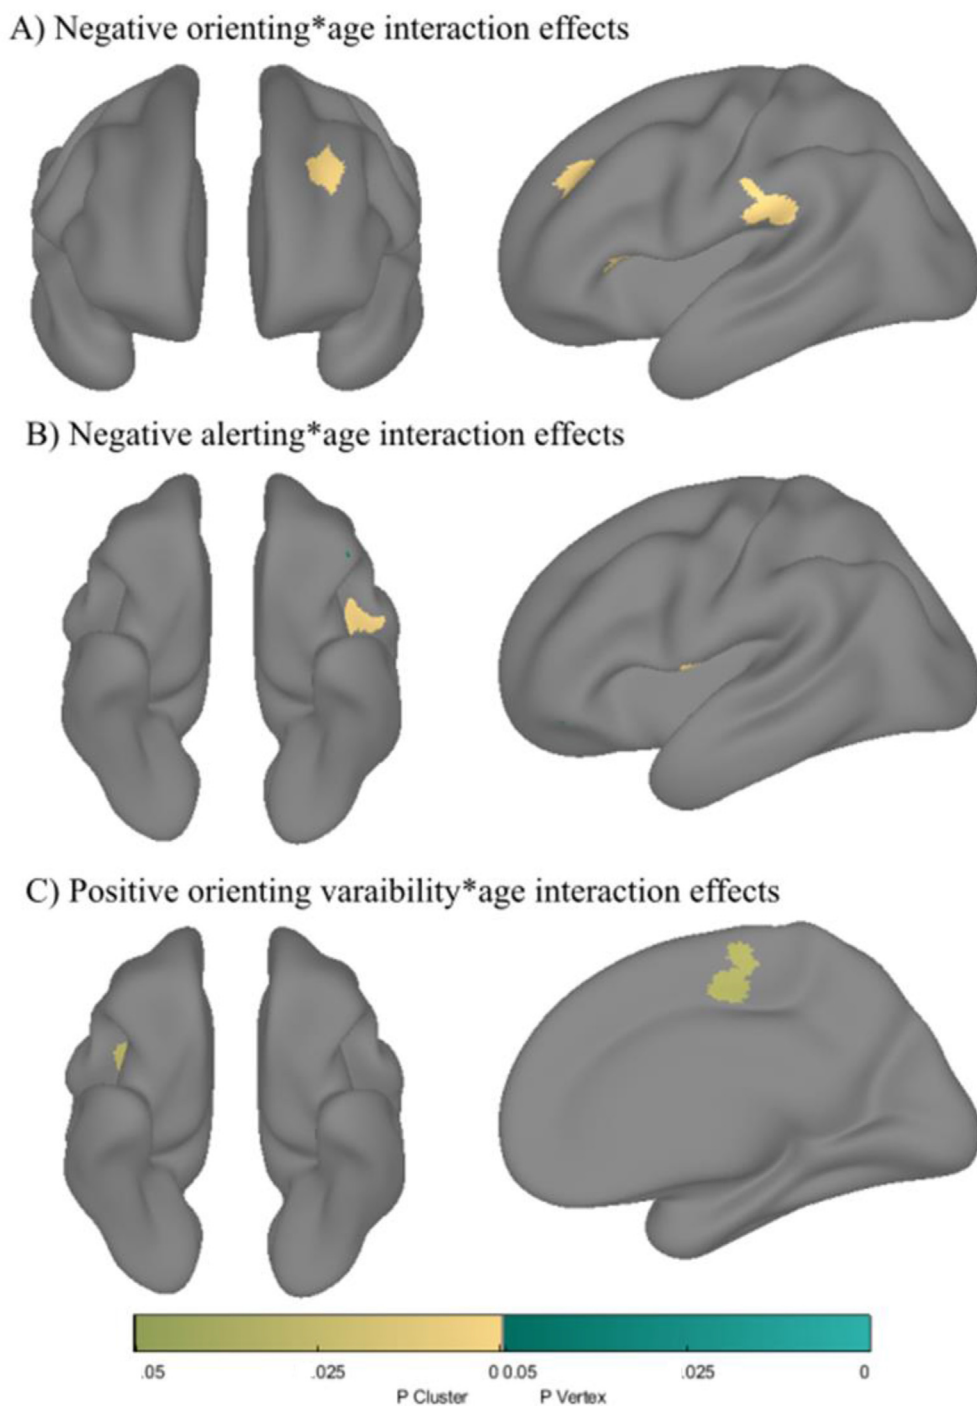 A) Negative orienting*age interaction effects
B) Negative alerting*age interaction effects
C) Positive orienting varaibility*age interaction effects
.05 .025 0 0.05 .025 0
P Cluster P Vertex